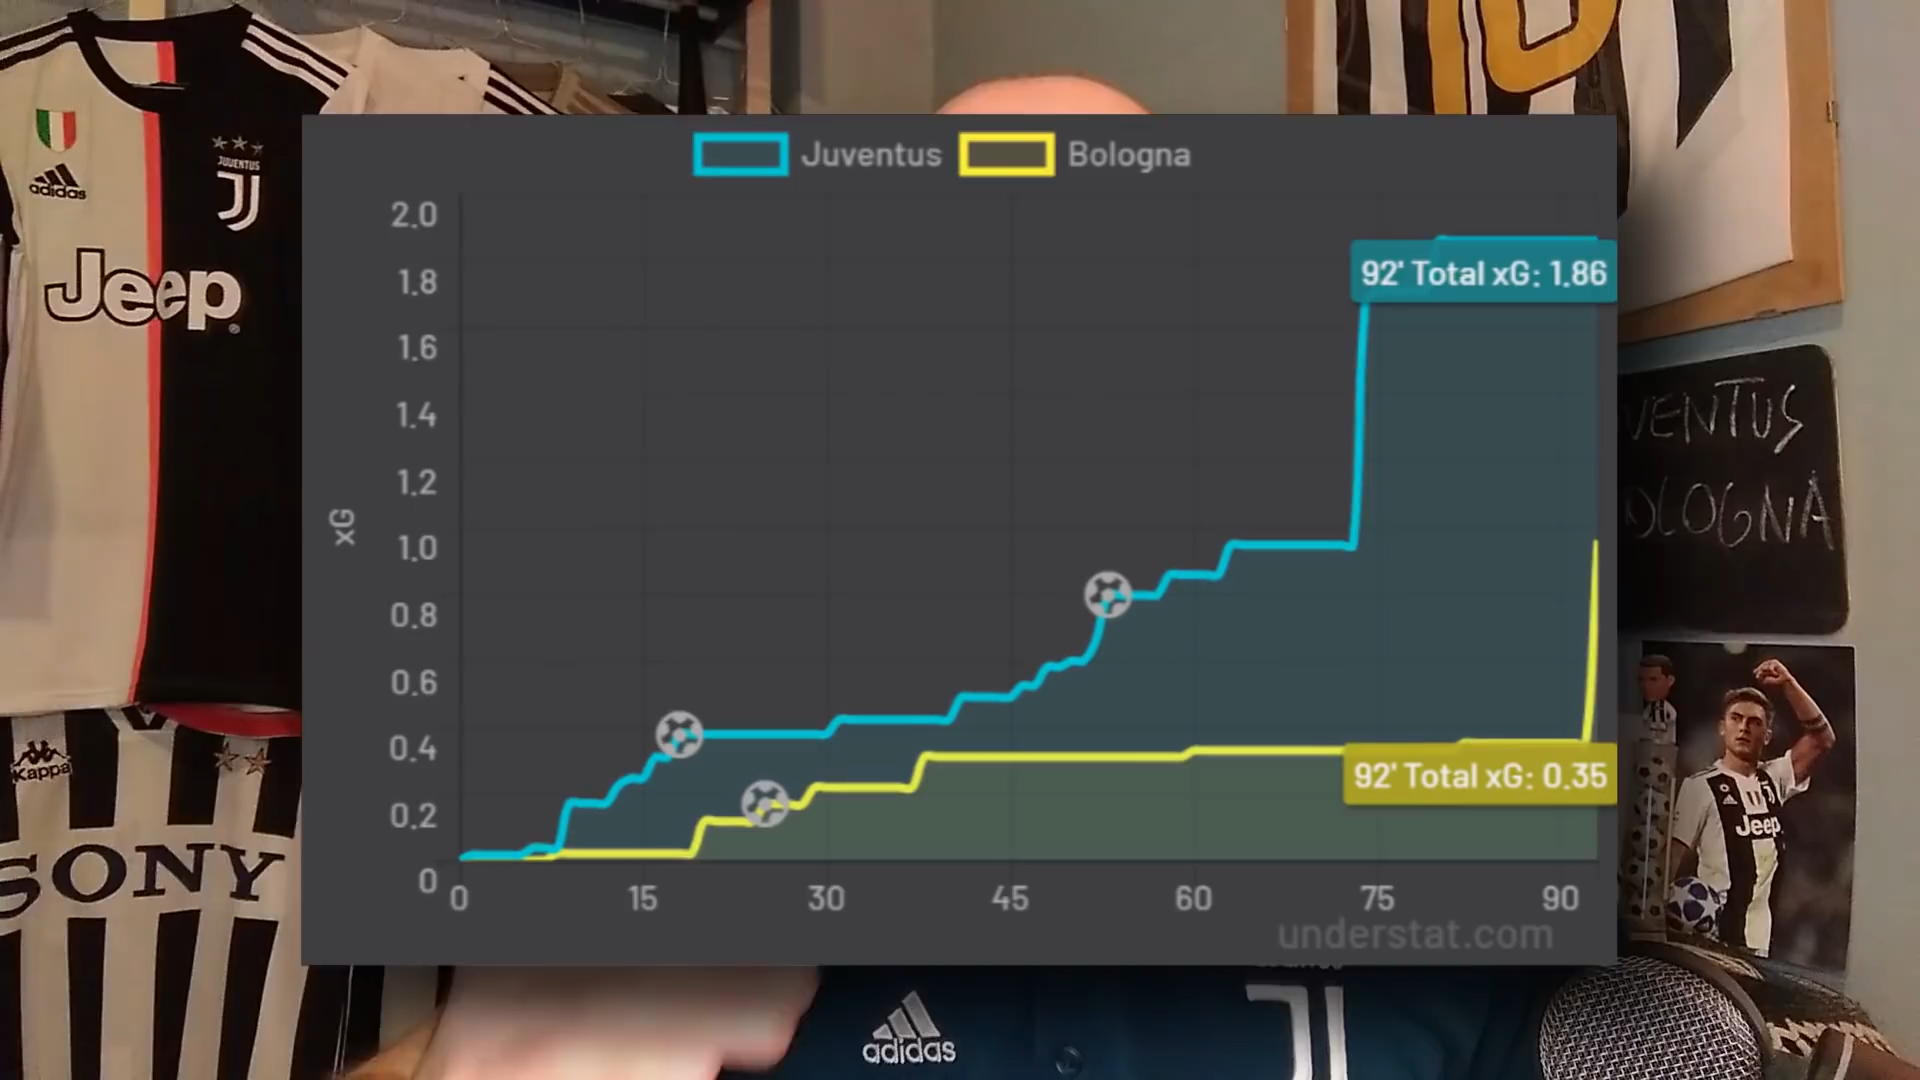 Juventus Bologna
2.0
1.8
1.6
1.4
1.2
1.0
0.8
0.6
0.4
0.2
0
xG
92' Total xG: 1.86
92' Total xG: 0.35
0 15 30 45 60 75 90
understat.com
adidas
JUVENTUS
Jeep
Kappa
SONY
VENTUS
OLOGNA
Jeep
adidas